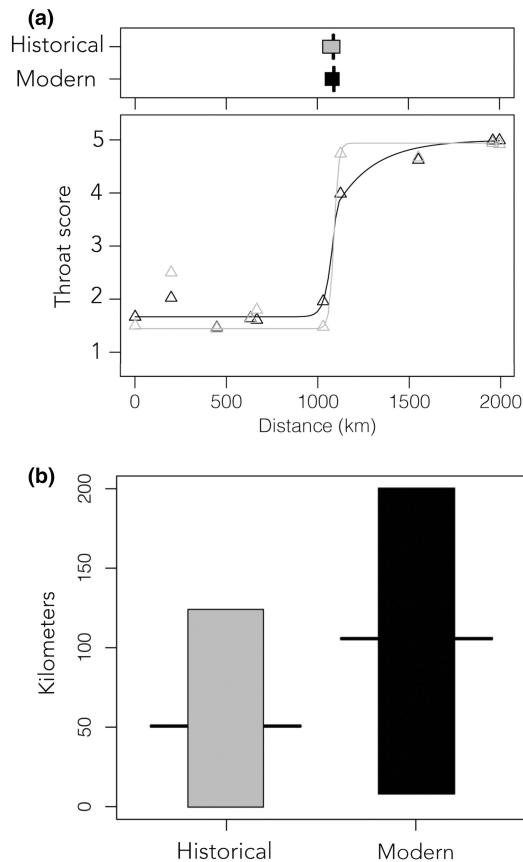 (a)
Historical
Modern
5
4
3
2
1
Throat score
0 500 1000 1500 2000
Distance (km)
(b)
200
150
100
50
0
Kilometers
Historical Modern